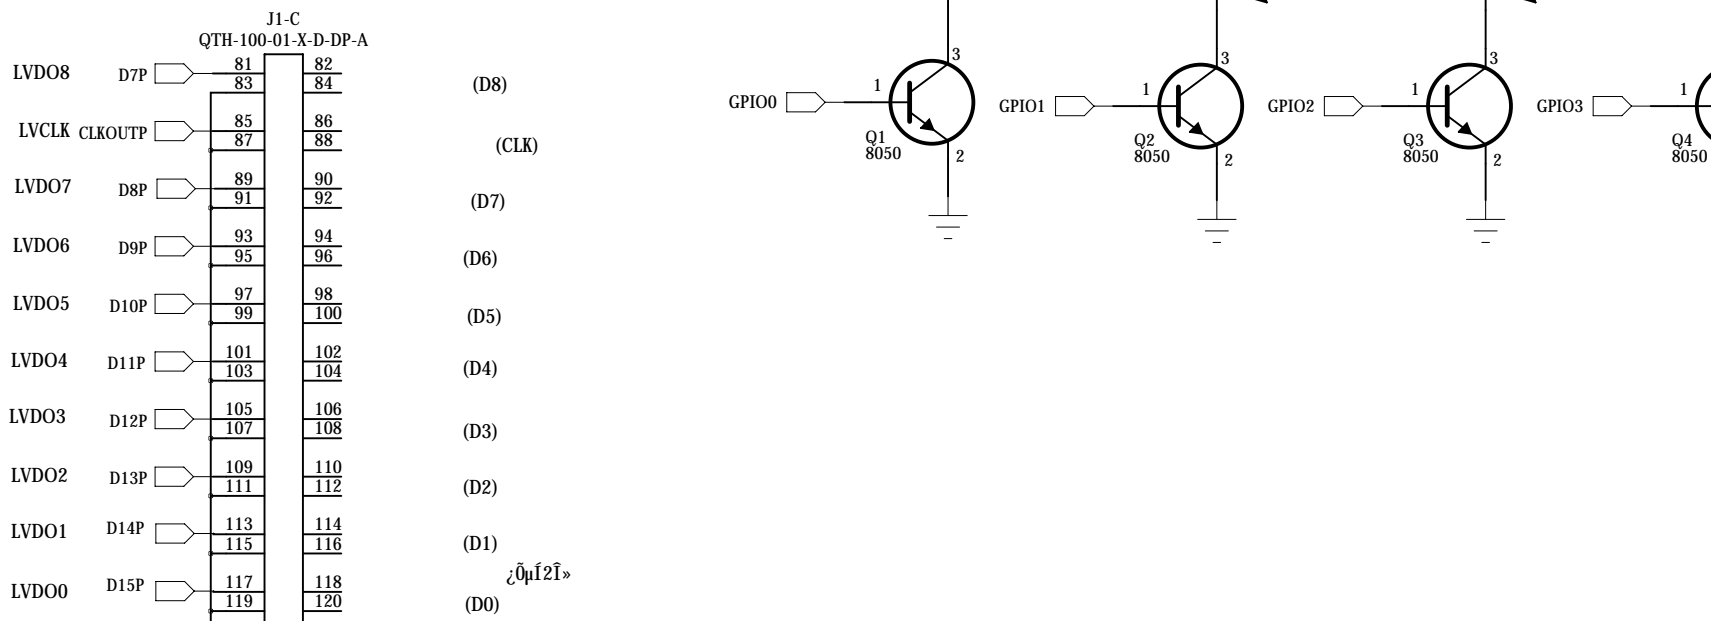 J1-C
QTH-100-01-X-D-DP-A
LVDO8 D7P 81 82
83 84 (D8)
LVCLK CLKOUTP 85 86
87 88 (CLK)
LVDO7 D8P 89 90
91 92 (D7)
LVDO6 D9P 93 94
95 96 (D6)
LVDO5 D10P 97 98
99 100 (D5)
LVDO4 D11P 101 102
103 104 (D4)
LVDO3 D12P 105 106
107 108 (D3)
LVDO2 D13P 109 110
111 112 (D2)
LVDO1 D14P 113 114
115 116 (D1)
¿ÕµÍ2Î»
LVDO0 D15P 117 118
119 120 (D0)
3
GPIO0 1
Q1
8050
2
3
GPIO1 1
Q2
8050
2
3
GPIO2 1
Q3
8050
2
GPIO3 1
Q4
8050